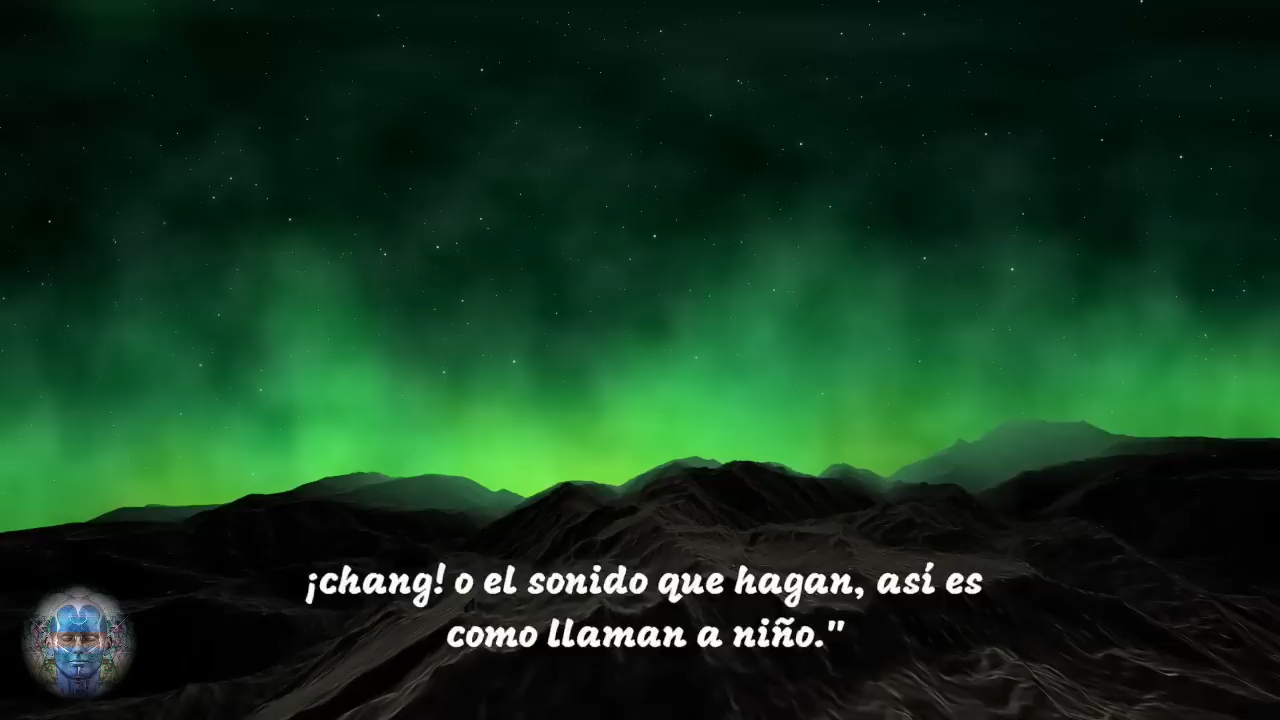 ¡chang! o el sonido que hagan, así es
como llaman a niño."